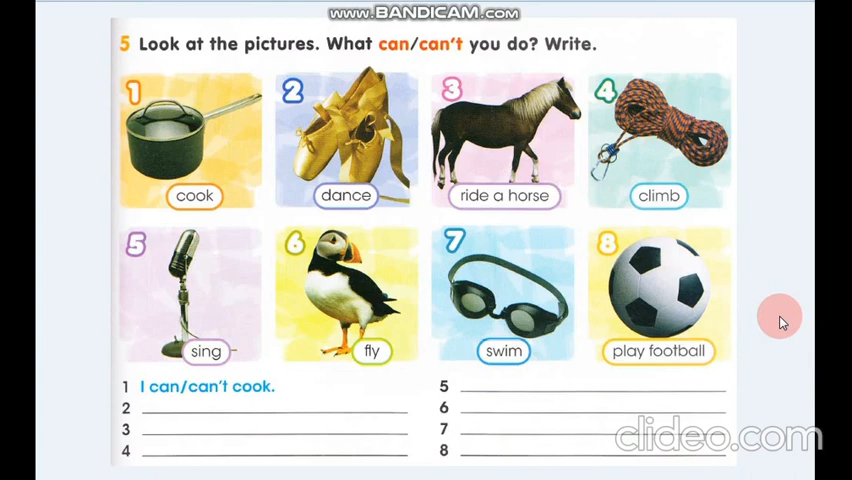 www.BANDICAM.com
5 Look at the pictures. What can/can't you do? Write.
1
2
3
4
cook
dance
ride a horse
climb
5
6
7
8
sing
fly
swim
play football
1 I can/can't cook.
2
3
4
5
6
7
8
clideo.com